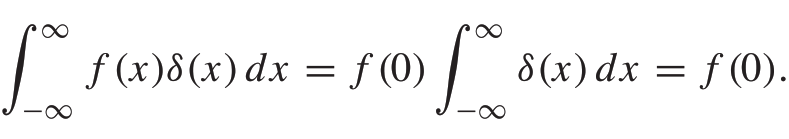 ∫_{-∞}^{∞} f(x)δ(x) dx = f(0) ∫_{-∞}^{∞} δ(x) dx = f(0).